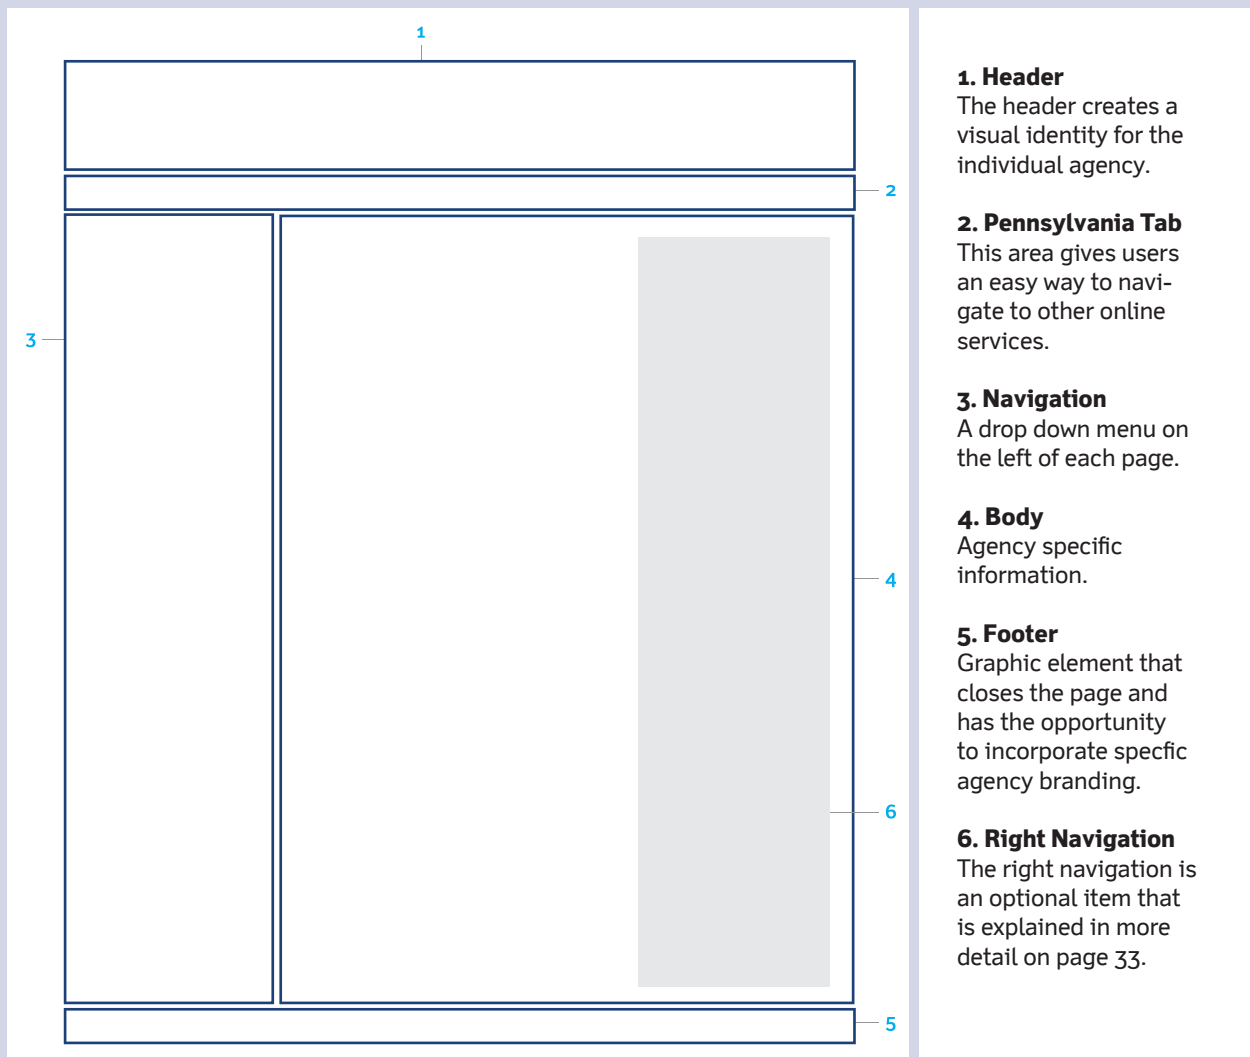 1
2
3
4
6
5
1. Header
The header creates a
visual identity for the
individual agency.
2. Pennsylvania Tab
This area gives users
an easy way to navi-
gate to other online
services.
3. Navigation
A drop down menu on
the left of each page.
4. Body
Agency specific
information.
5. Footer
Graphic element that
closes the page and
has the opportunity
to incorporate specfic
agency branding.
6. Right Navigation
The right navigation is
an optional item that
is explained in more
detail on page 33.